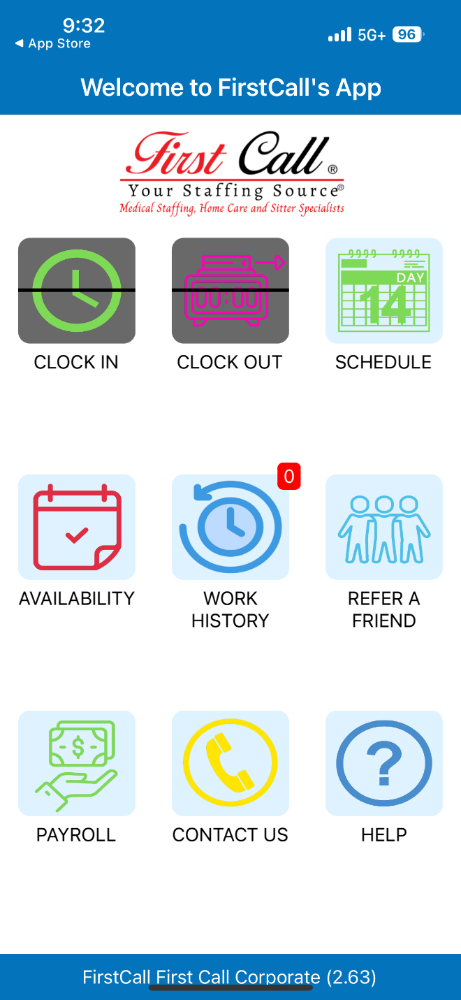 9:32
5G+ 96
◀ App Store
Welcome to FirstCall's App
First Call ®
Your Staffing Source®
Medical Staffing, Home Care and Sitter Specialists
00:00
DAY
14
CLOCK IN CLOCK OUT SCHEDULE
0
AVAILABILITY WORK HISTORY REFER A FRIEND
$
?
PAYROLL CONTACT US HELP
FirstCall First Call Corporate (2.63)